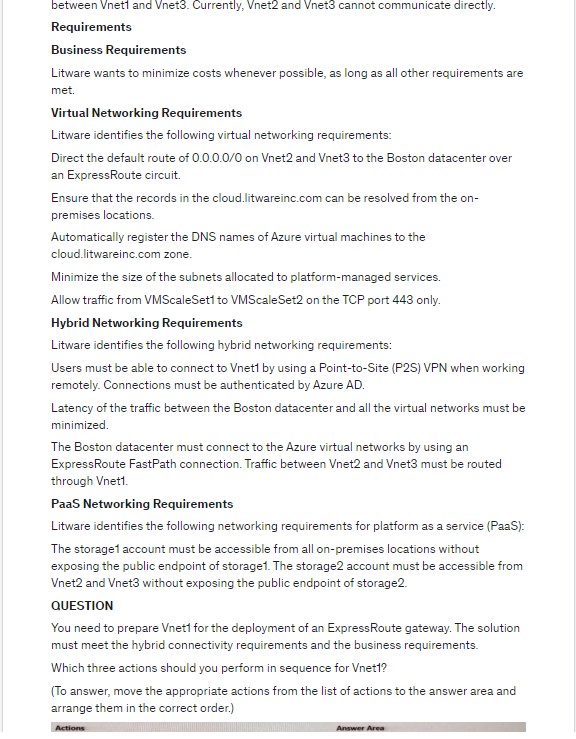 between Vnet1 and Vnet3. Currently, Vnet2 and Vnet3 cannot communicate directly.
Requirements
Business Requirements
Litware wants to minimize costs whenever possible, as long as all other requirements are
met.
Virtual Networking Requirements
Litware identifies the following virtual networking requirements:
Direct the default route of 0.0.0.0/0 on Vnet2 and Vnet3 to the Boston datacenter over
an ExpressRoute circuit.
Ensure that the records in the cloud.litwareinc.com can be resolved from the on-
premises locations.
Automatically register the DNS names of Azure virtual machines to the
cloud.litwareinc.com zone.
Minimize the size of the subnets allocated to platform-managed services.
Allow traffic from VMScaleSet1 to VMScaleSet2 on the TCP port 443 only.
Hybrid Networking Requirements
Litware identifies the following hybrid networking requirements:
Users must be able to connect to Vnet1 by using a Point-to-Site (P2S) VPN when working
remotely. Connections must be authenticated by Azure AD.
Latency of the traffic between the Boston datacenter and all the virtual networks must be
minimized.
The Boston datacenter must connect to the Azure virtual networks by using an
ExpressRoute FastPath connection. Traffic between Vnet2 and Vnet3 must be routed
through Vnet1.
PaaS Networking Requirements
Litware identifies the following networking requirements for platform as a service (PaaS):
The storage1 account must be accessible from all on-premises locations without
exposing the public endpoint of storage1. The storage2 account must be accessible from
Vnet2 and Vnet3 without exposing the public endpoint of storage2.
QUESTION
You need to prepare Vnet1 for the deployment of an ExpressRoute gateway. The solution
must meet the hybrid connectivity requirements and the business requirements.
Which three actions should you perform in sequence for Vnet1?
(To answer, move the appropriate actions from the list of actions to the answer area and
arrange them in the correct order.)
Actions Answer Area